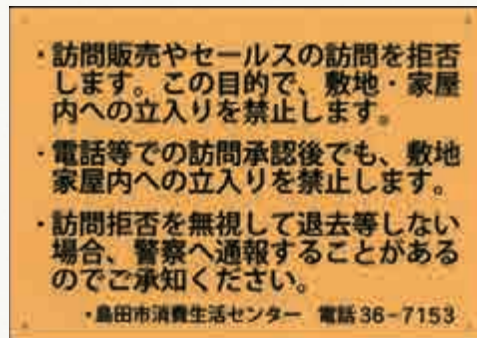 ・訪問販売やセールスの訪問を拒否
します。この目的で、敷地・家屋
内への立入りを禁止します。
・電話等での訪問承認後でも、敷地
家屋内への立入りを禁止します。
・訪問拒否を無視して退去等しない
場合、警察へ通報することがある
のでご承知ください。
・島田市消費生活センター 電話36-7153